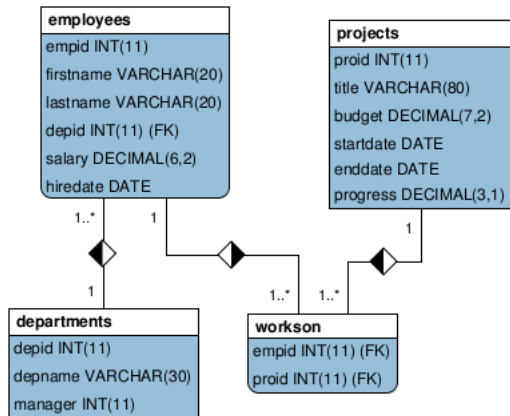 employees
empid INT(11)
firstname VARCHAR(20)
lastname VARCHAR(20)
depid INT(11) (FK)
salary DECIMAL(6,2)
hiredate DATE
projects
proid INT(11)
title VARCHAR(80)
budget DECIMAL(7,2)
startdate DATE
enddate DATE
progress DECIMAL(3,1)
1..*
1
1
1
1..*
1..*
departments
depid INT(11)
depname VARCHAR(30)
manager INT(11)
workson
empid INT(11) (FK)
proid INT(11) (FK)